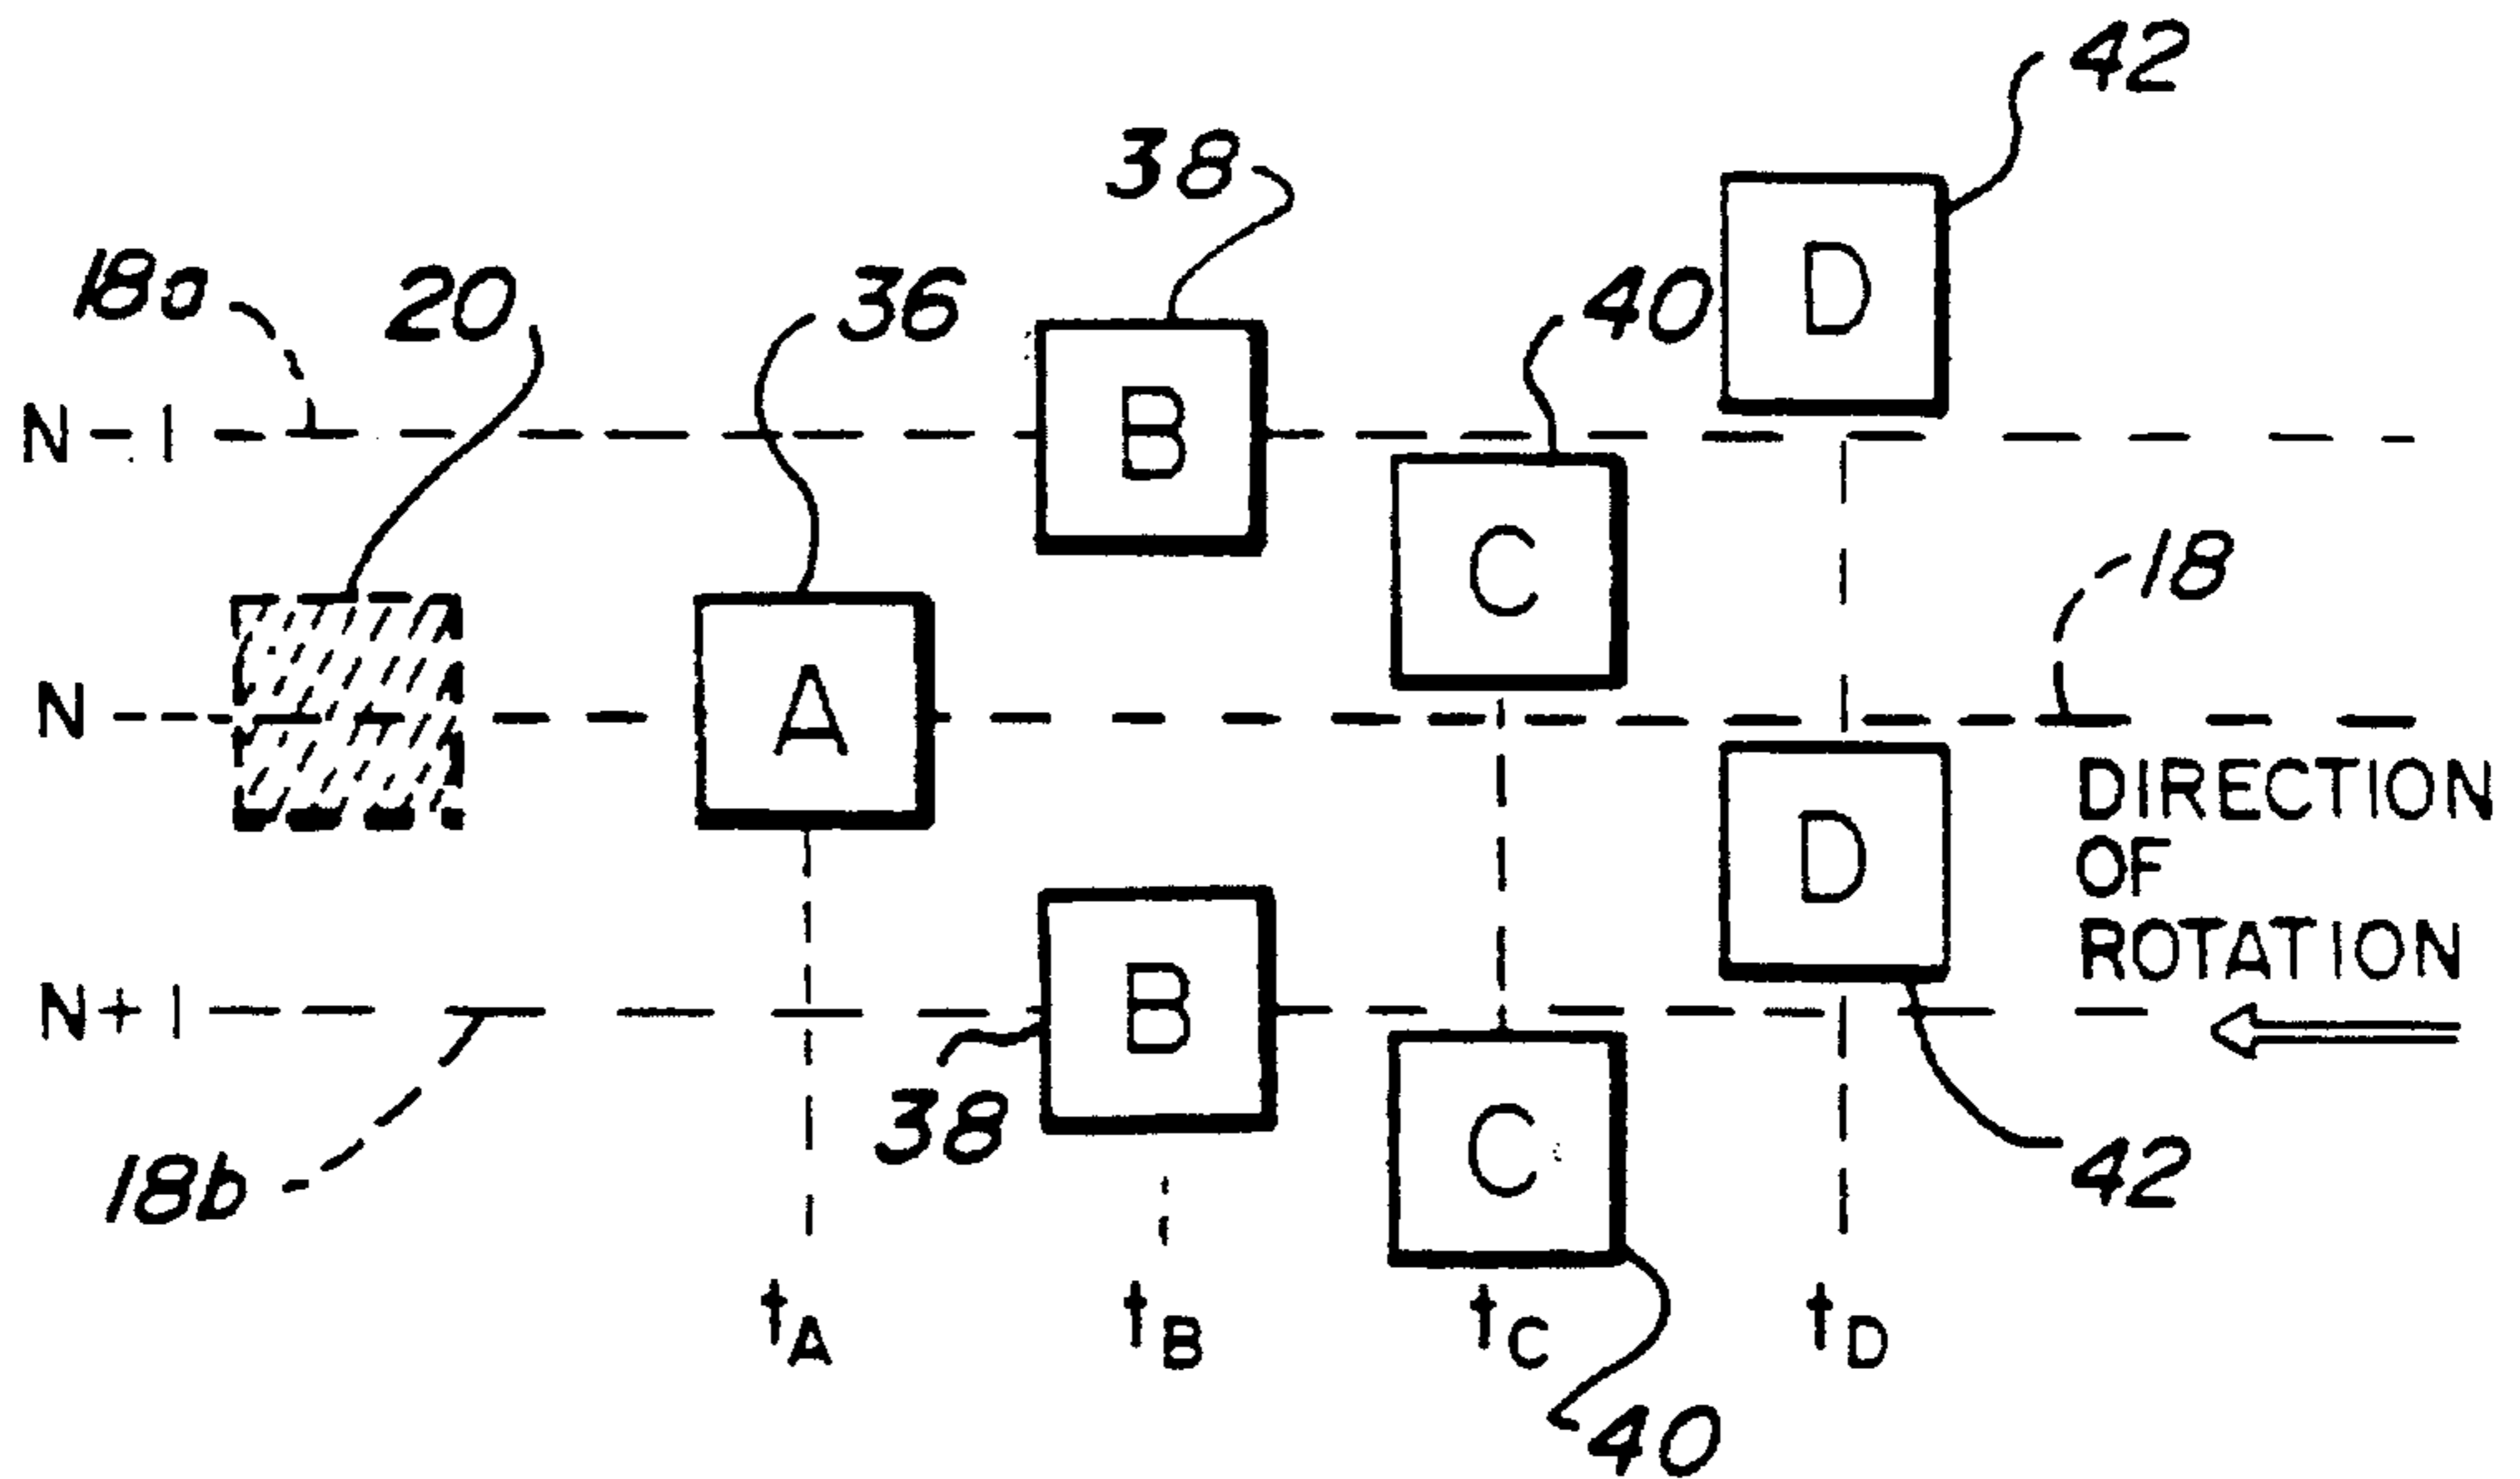 42
38
D
18a
20
36
40
B
N-1
C
18
A
N
DIRECTION
OF
ROTATION
D
B
N+1
38
C
18b
42
tA
tB
tC
tD
40